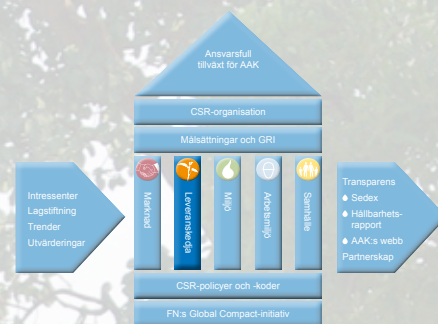 Ansvarsfull
tillväxt för AAK
CSR-organisation
Målsättningar och GRI
Intressenter
Lagstiftning
Trender
Utvärderingar
Marknad
Leveranskedja
Miljö
Arbetsmiljö
Samhälle
Transparens
Sedex
Hållbarhets-
rapport
AAK:s webb
Partnerskap
CSR-policyer och -koder
FN:s Global Compact-initiativ